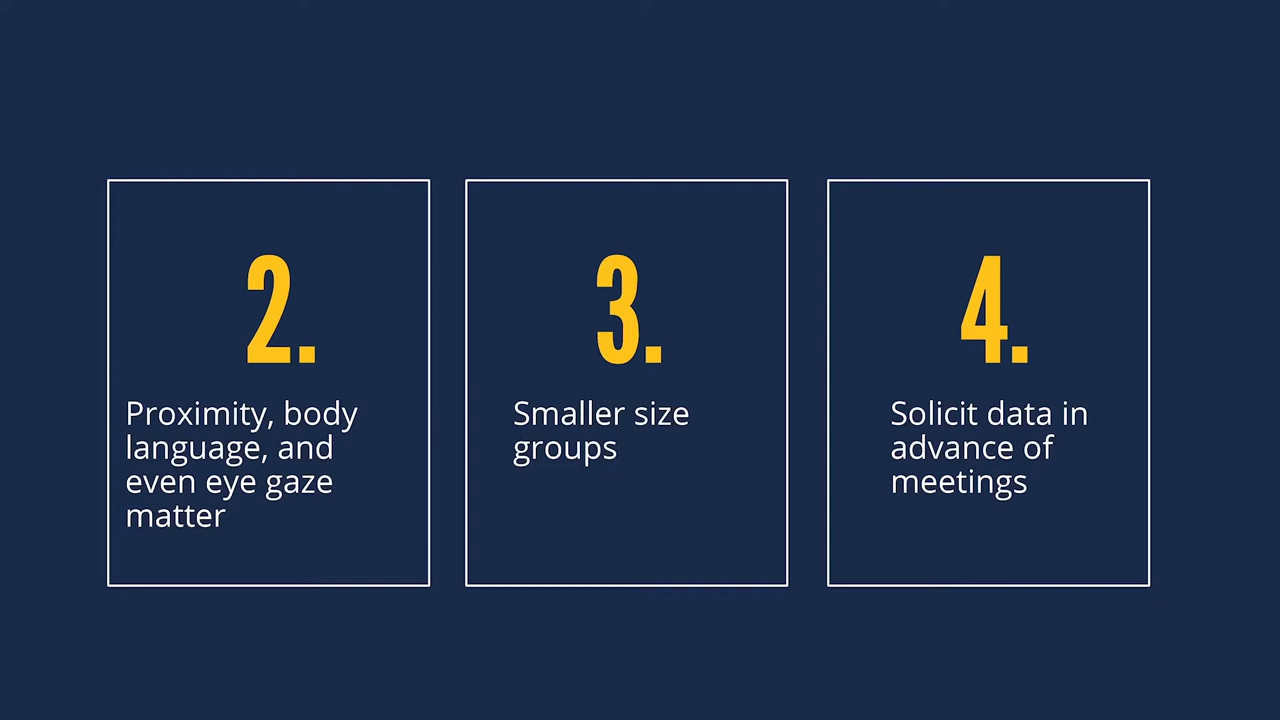 2.
Proximity, body
language, and
even eye gaze
matter
3.
Smaller size
groups
4.
Solicit data in
advance of
meetings